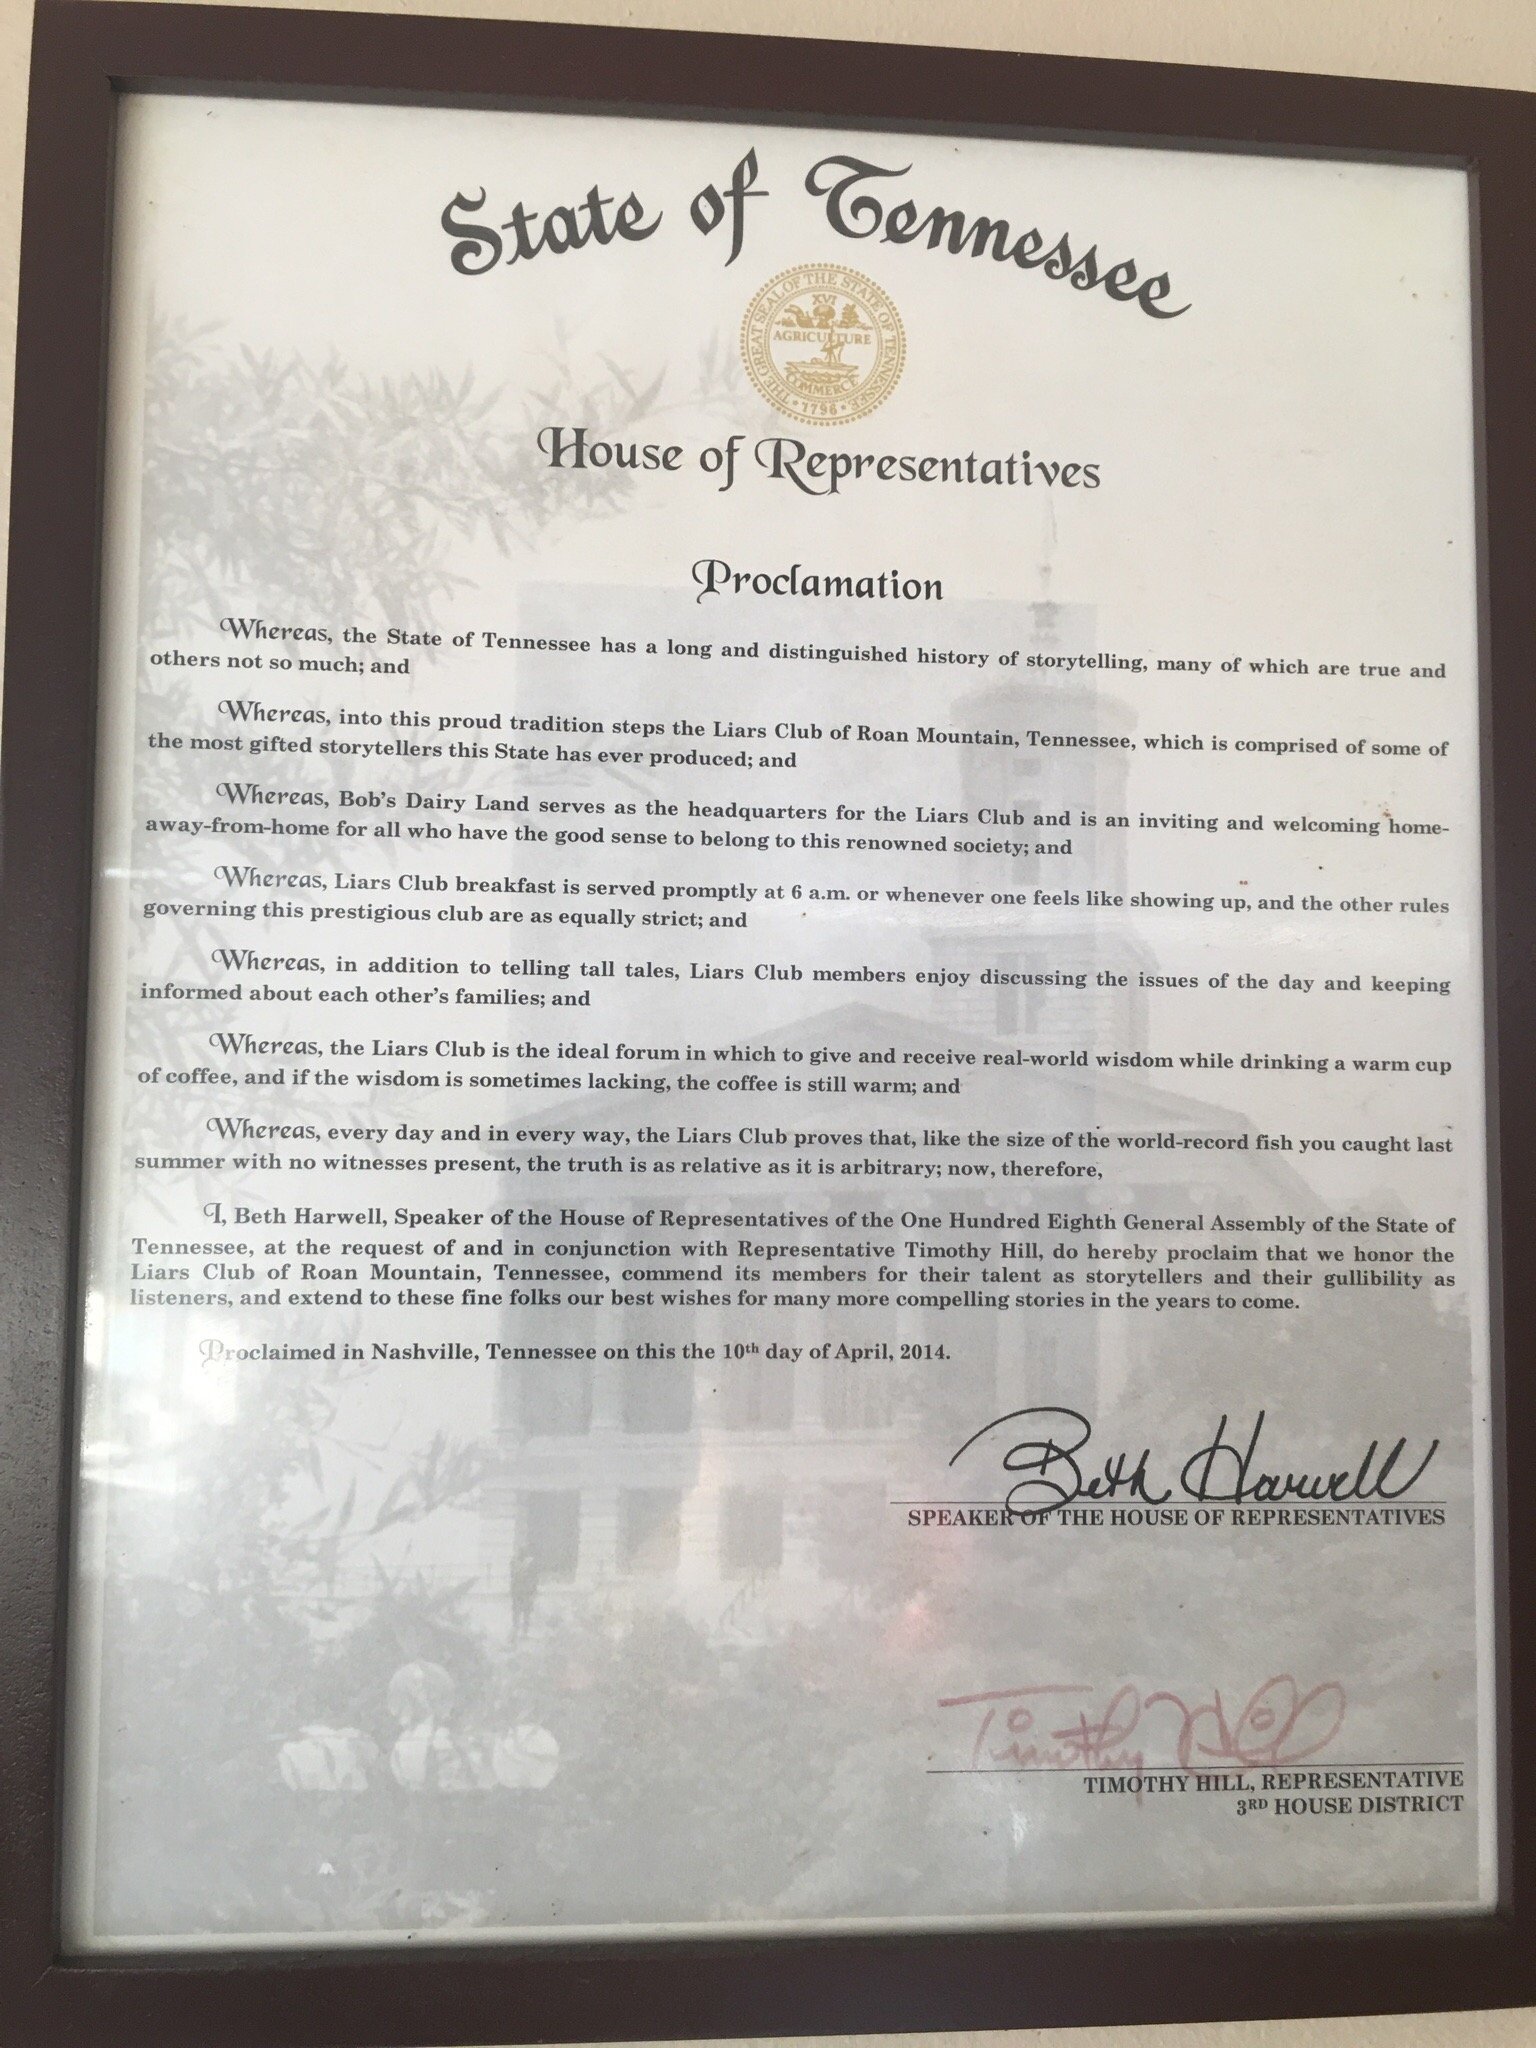 State of Tennessee
THE GREAT SEAL OF THE STATE OF TENNESSEE
XVI
AGRICULTURE
COMMERCE
• 1796 •
House of Representatives
Proclamation
Whereas, the State of Tennessee has a long and distinguished history of storytelling, many of which are true and
others not so much; and
Whereas, into this proud tradition steps the Liars Club of Roan Mountain, Tennessee, which is comprised of some of
the most gifted storytellers this State has ever produced; and
Whereas, Bob's Dairy Land serves as the headquarters for the Liars Club and is an inviting and welcoming home-
away-from-home for all who have the good sense to belong to this renowned society; and
Whereas, Liars Club breakfast is served promptly at 6 a.m. or whenever one feels like showing up, and the other rules
governing this prestigious club are as equally strict; and
Whereas, in addition to telling tall tales, Liars Club members enjoy discussing the issues of the day and keeping
informed about each other's families; and
Whereas, the Liars Club is the ideal forum in which to give and receive real-world wisdom while drinking a warm cup
of coffee, and if the wisdom is sometimes lacking, the coffee is still warm; and
Whereas, every day and in every way, the Liars Club proves that, like the size of the world-record fish you caught last
summer with no witnesses present, the truth is as relative as it is arbitrary; now, therefore,
I, Beth Harwell, Speaker of the House of Representatives of the One Hundred Eighth General Assembly of the State of
Tennessee, at the request of and in conjunction with Representative Timothy Hill, do hereby proclaim that we honor the
Liars Club of Roan Mountain, Tennessee, commend its members for their talent as storytellers and their gullibility as
listeners, and extend to these fine folks our best wishes for many more compelling stories in the years to come.
Proclaimed in Nashville, Tennessee on this the 10th day of April, 2014.
Beth Harwell
SPEAKER OF THE HOUSE OF REPRESENTATIVES
Timothy Hill
TIMOTHY HILL, REPRESENTATIVE
3RD HOUSE DISTRICT